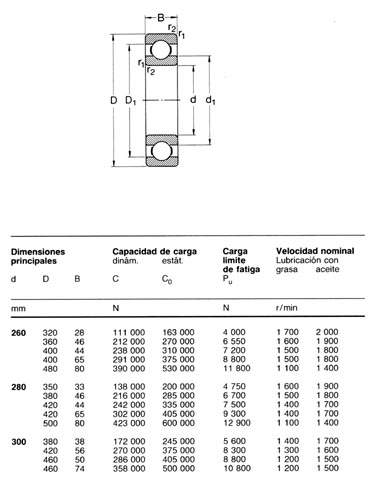 B
r2
r1
r1
r2
D D1 d d1
Dimensiones principales Capacidad de carga Carga límite de fatiga Velocidad nominal
dinám. estát. Lubricación con
grasa aceite
d D B C C0 Pu
mm N N r/min
260 320 28 111 000 163 000 4 000 1 700 2 000
360 46 212 000 270 000 6 550 1 600 1 900
400 44 238 000 310 000 7 200 1 500 1 800
400 65 291 000 375 000 8 800 1 500 1 800
480 80 390 000 530 000 11 800 1 100 1 400
280 350 33 138 000 200 000 4 750 1 600 1 900
380 46 216 000 285 000 6 700 1 500 1 800
420 44 242 000 335 000 7 500 1 400 1 700
420 65 302 000 405 000 9 300 1 400 1 700
500 80 423 000 600 000 12 900 1 100 1 400
300 380 38 172 000 245 000 5 600 1 400 1 700
420 56 270 000 375 000 8 300 1 300 1 600
460 50 286 000 405 000 8 800 1 200 1 500
460 74 358 000 500 000 10 800 1 200 1 500